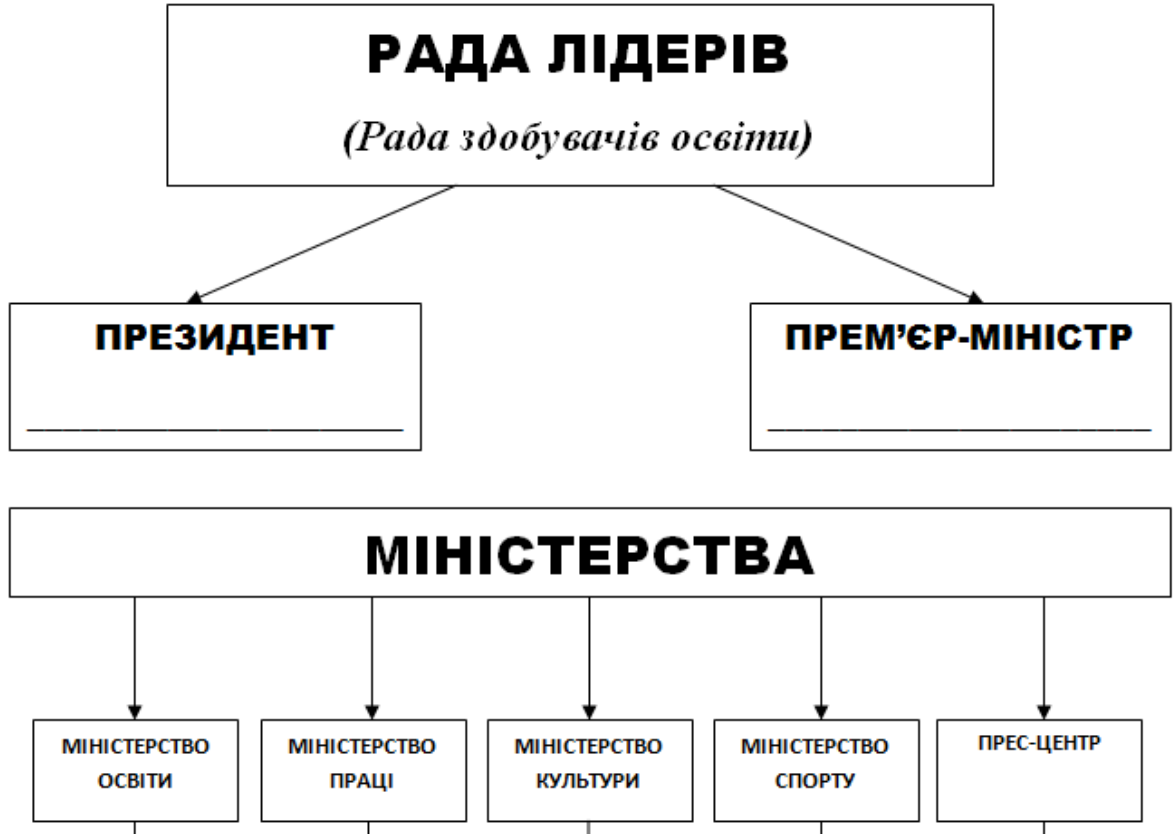 РАДА ЛІДЕРІВ
(Рада здобувачів освіти)
ПРЕЗИДЕНТ
ПРЕМ’ЄР-МІНІСТР
МІНІСТЕРСТВА
МІНІСТЕРСТВО
ОСВІТИ
МІНІСТЕРСТВО
ПРАЦІ
МІНІСТЕРСТВО
КУЛЬТУРИ
МІНІСТЕРСТВО
СПОРТУ
ПРЕС-ЦЕНТР